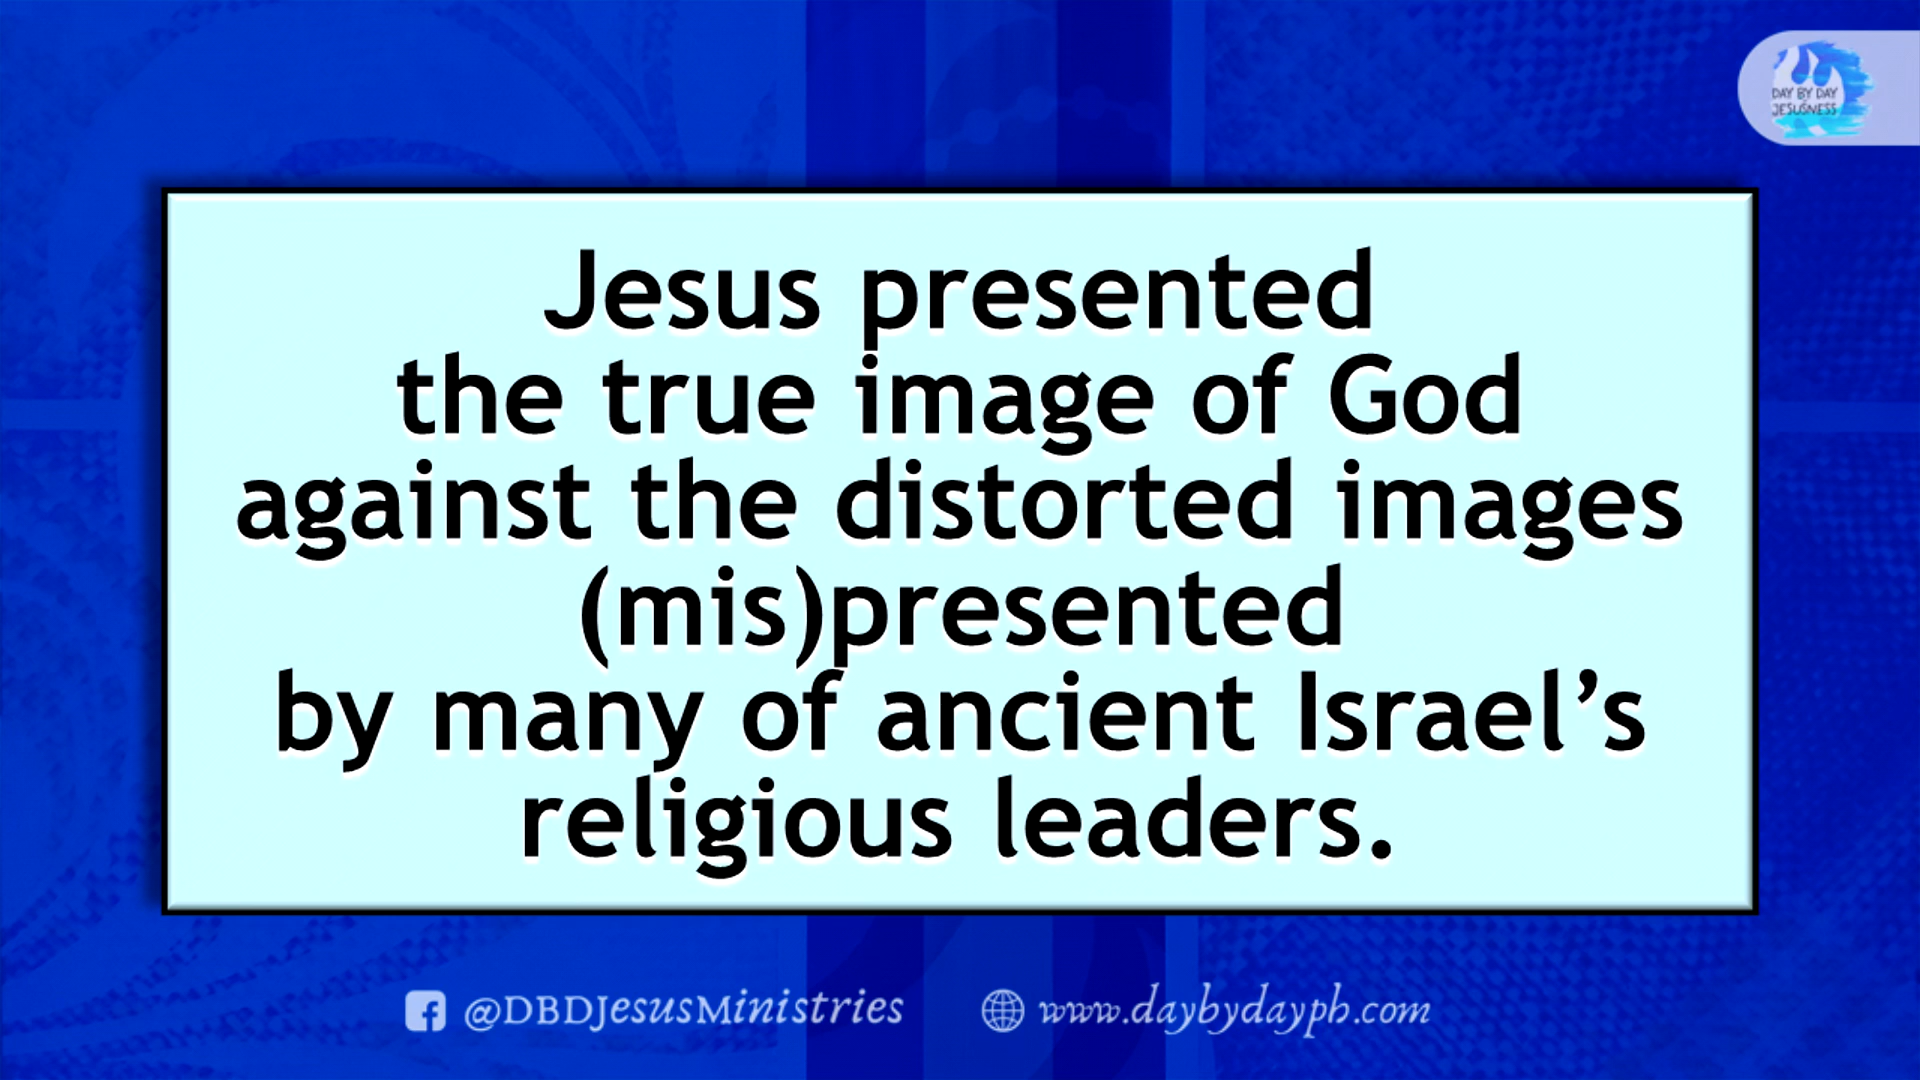 DAY BY DAY
JESUSNESS
Jesus presented
the true image of God
against the distorted images
(mis)presented
by many of ancient Israel’s
religious leaders.
@DBDJesusMinistries
www.daybydayph.com